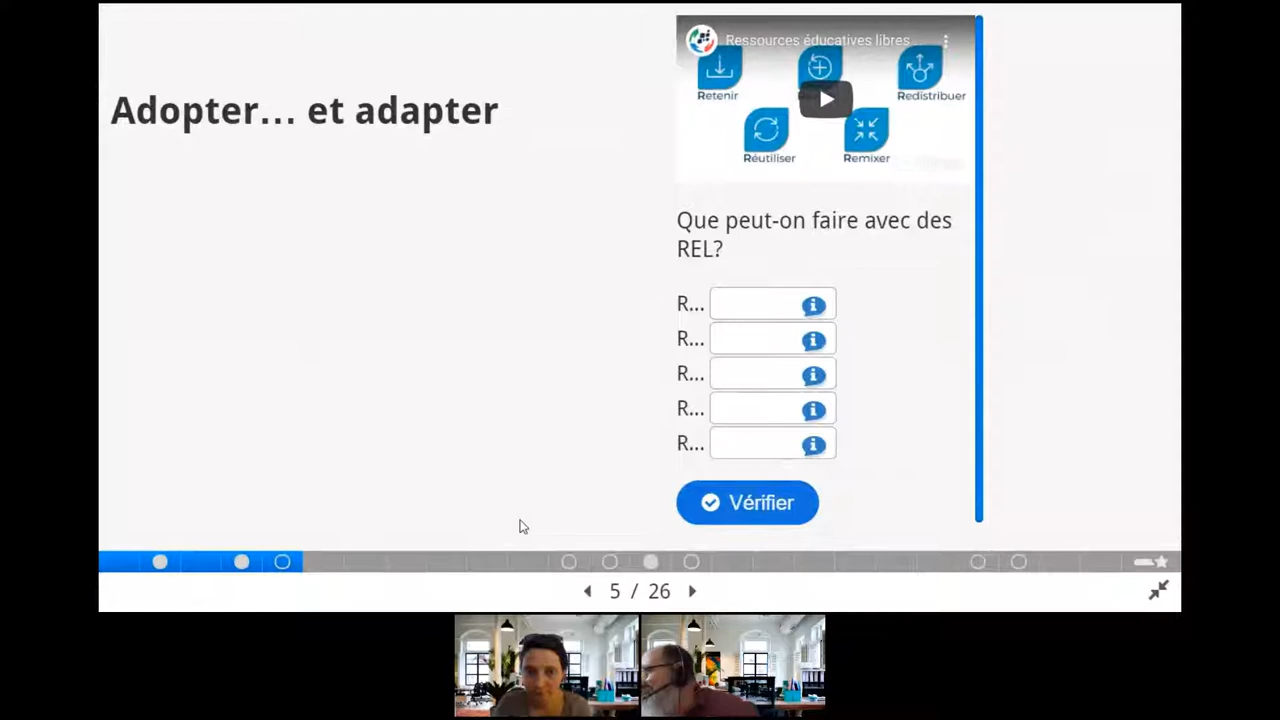 Adopter... et adapter
Ressources éducatives libres
Retenir
Redistribuer
Réutiliser
Remixer
Que peut-on faire avec des
REL?
R...
R...
R...
R...
R...
Vérifier
5 / 26